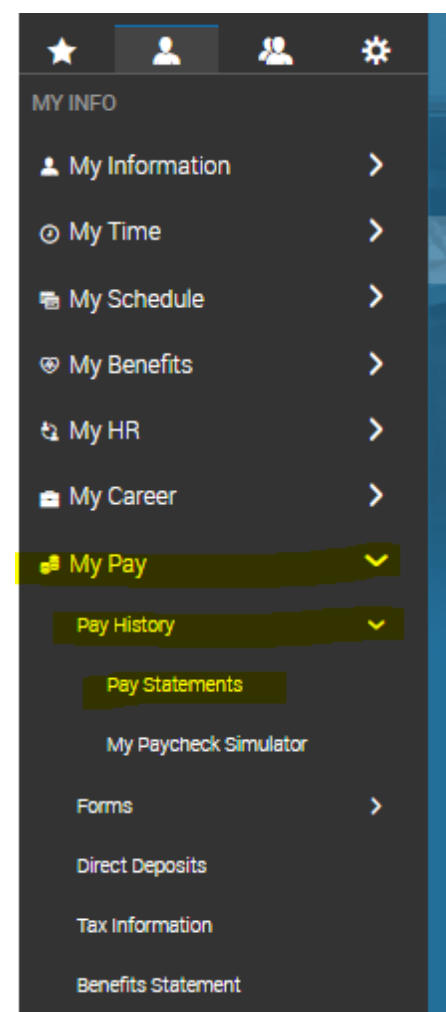 MY INFO
My Information
My Time
My Schedule
My Benefits
My HR
My Career
My Pay
Pay History
Pay Statements
My Paycheck Simulator
Forms
Direct Deposits
Tax Information
Benefits Statement